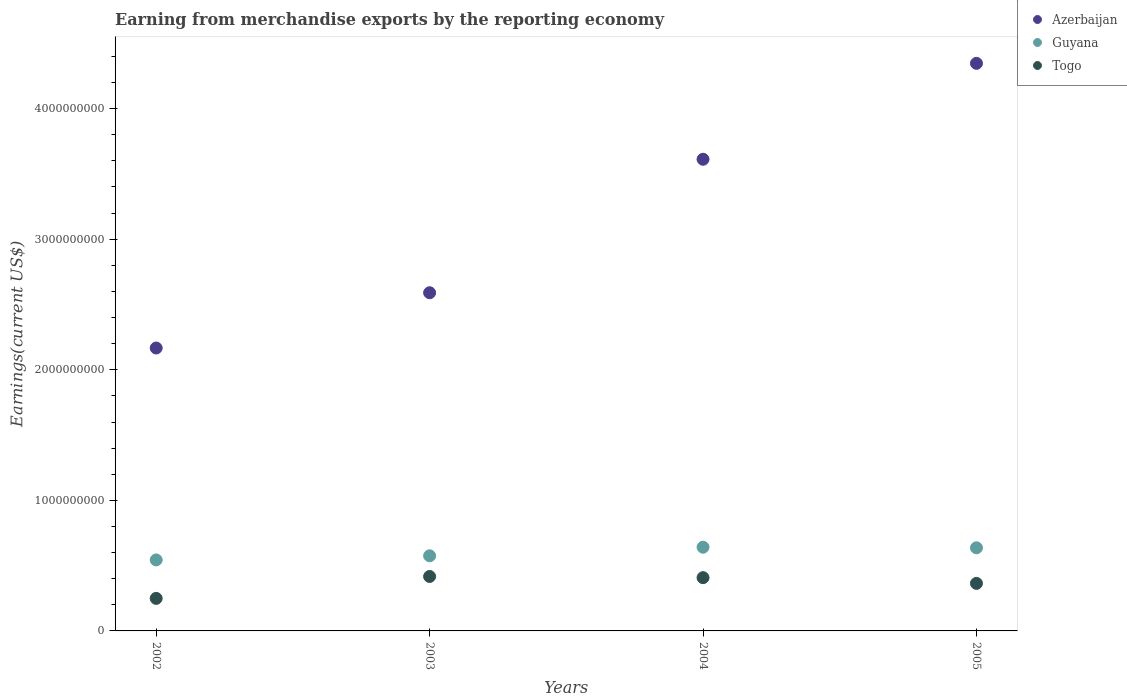 Earning from merchandise exports by the reporting economy
Azerbaijan
Guyana
Togo
Earnings(current US$)
4000000000
3000000000
2000000000
1000000000
0
2002
2003
2004
2005
Years